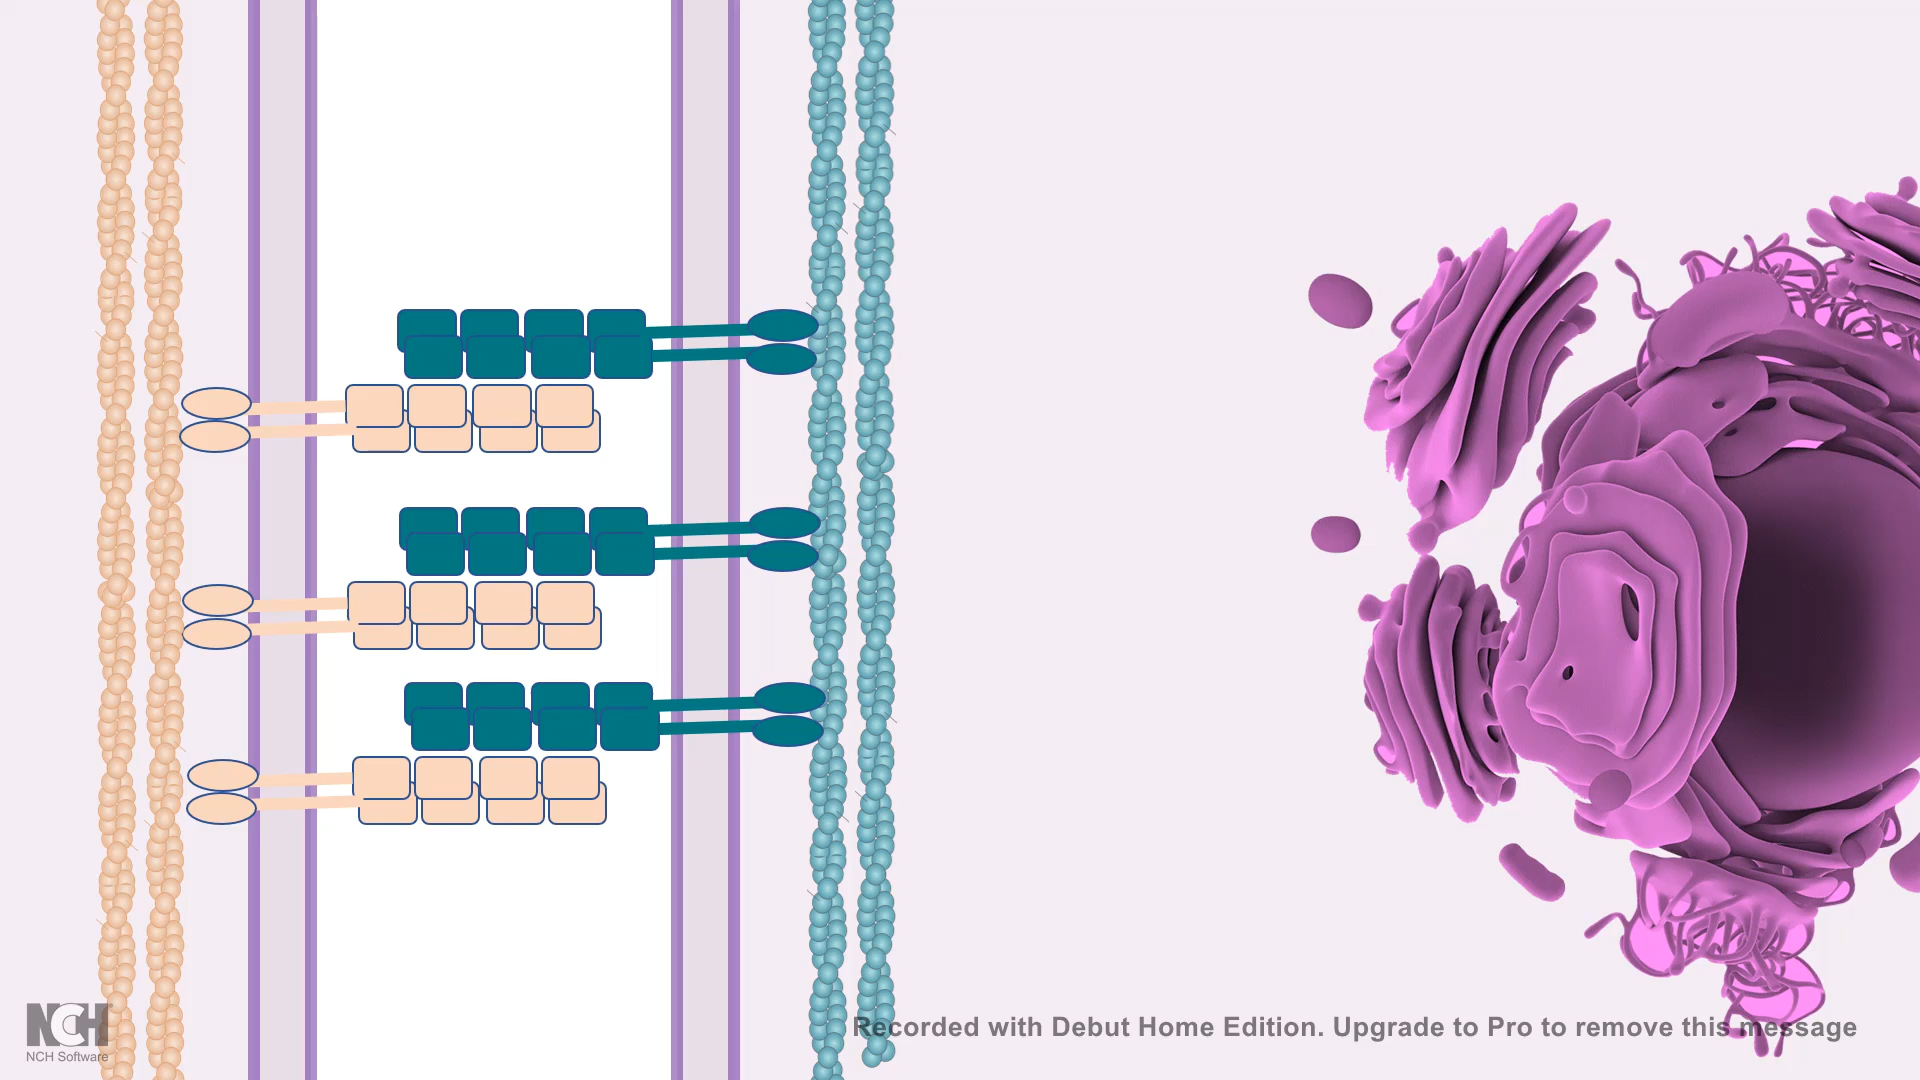 NCH
NCH Software
Recorded with Debut Home Edition. Upgrade to Pro to remove this message